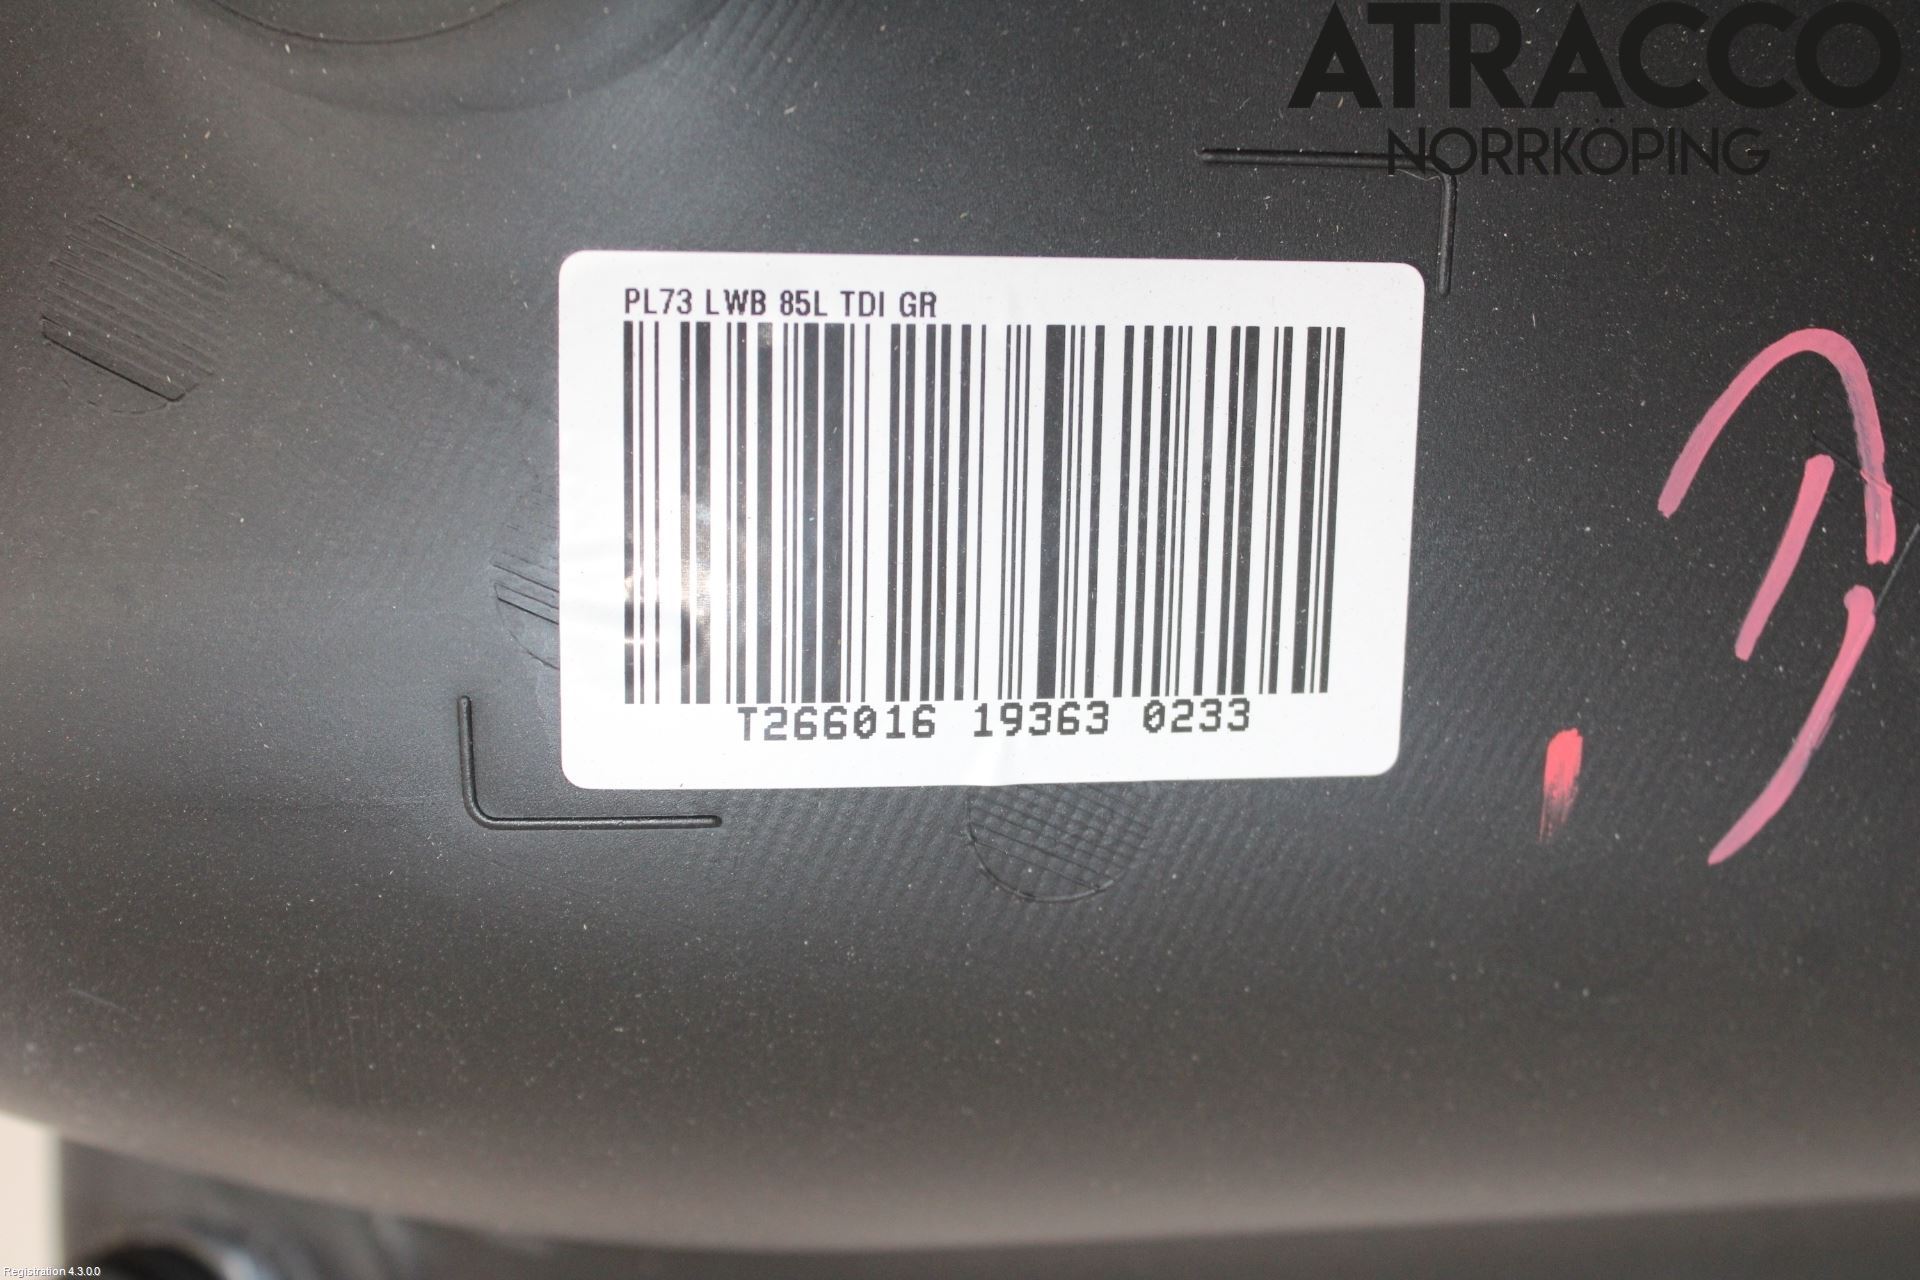 ATRACCO
NORRKÖPING
PL73 LWB 85L TDI GR
T266016 19363 0233
Registration 4.3.0.0